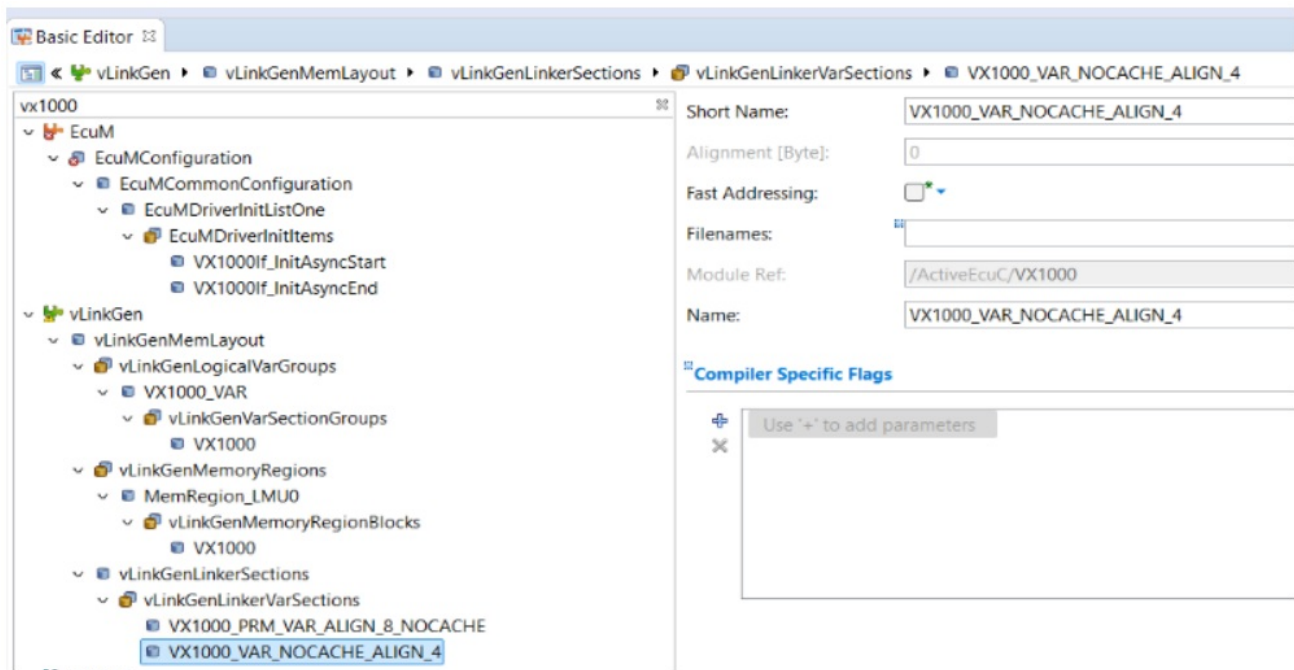 Basic Editor
« vLinkGen ▸ vLinkGenMemLayout ▸ vLinkGenLinkerSections ▸ vLinkGenLinkerVarSections ▸ VX1000_VAR_NOCACHE_ALIGN_4
vx1000
EcuM
EcuMConfiguration
EcuMCommonConfiguration
EcuMDriverInitListOne
EcuMDriverInitItems
VX1000If_InitAsyncStart
VX1000If_InitAsyncEnd
vLinkGen
vLinkGenMemLayout
vLinkGenLogicalVarGroups
VX1000_VAR
vLinkGenVarSectionGroups
VX1000
vLinkGenMemoryRegions
MemRegion_LMU0
vLinkGenMemoryRegionBlocks
VX1000
vLinkGenLinkerSections
vLinkGenLinkerVarSections
VX1000_PRM_VAR_ALIGN_8_NOCACHE
VX1000_VAR_NOCACHE_ALIGN_4
Short Name: VX1000_VAR_NOCACHE_ALIGN_4
Alignment [Byte]: 0
Fast Addressing:
Filenames:
Module Ref: /ActiveEcuC/VX1000
Name: VX1000_VAR_NOCACHE_ALIGN_4
Compiler Specific Flags
Use '+' to add parameters